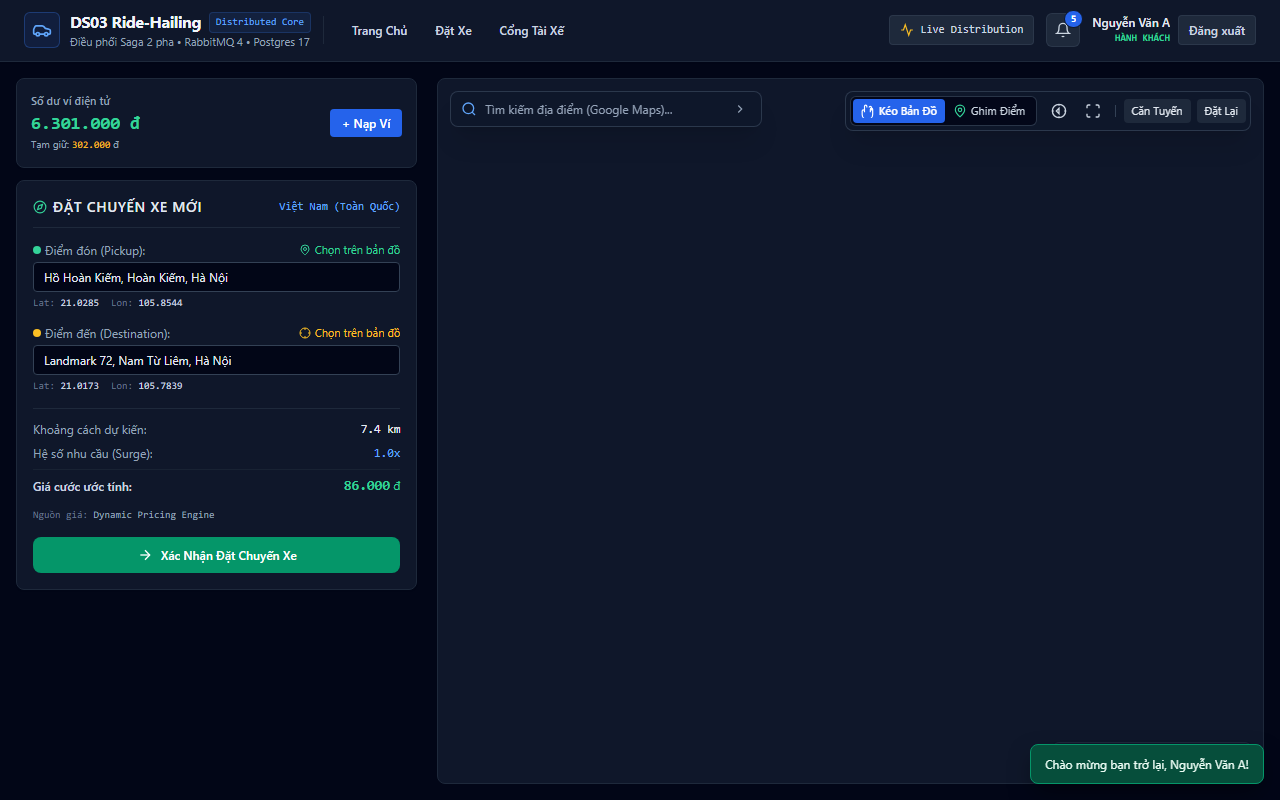 DS03 Ride-Hailing Distributed Core
Điều phối Saga 2 pha • RabbitMQ 4 • Postgres 17
Trang Chủ Đặt Xe Cổng Tài Xế
Live Distribution
5
Nguyễn Văn A
HÀNH KHÁCH
Đăng xuất
Số dư ví điện tử
6.301.000 đ
Tạm giữ: 302.000 đ
+ Nạp Ví
ĐẶT CHUYẾN XE MỚI
Việt Nam (Toàn Quốc)
Điểm đón (Pickup): Chọn trên bản đồ
Hồ Hoàn Kiếm, Hoàn Kiếm, Hà Nội
Lat: 21.0285 Lon: 105.8544
Điểm đến (Destination): Chọn trên bản đồ
Landmark 72, Nam Từ Liêm, Hà Nội
Lat: 21.0173 Lon: 105.7839
Khoảng cách dự kiến: 7.4 km
Hệ số nhu cầu (Surge): 1.0x
Giá cước ước tính: 86.000 đ
Nguồn giá: Dynamic Pricing Engine
Xác Nhận Đặt Chuyến Xe
Tìm kiếm địa điểm (Google Maps)...
Kéo Bản Đồ Ghim Điểm Căn Tuyến Đặt Lại
Chào mừng bạn trở lại, Nguyễn Văn A!